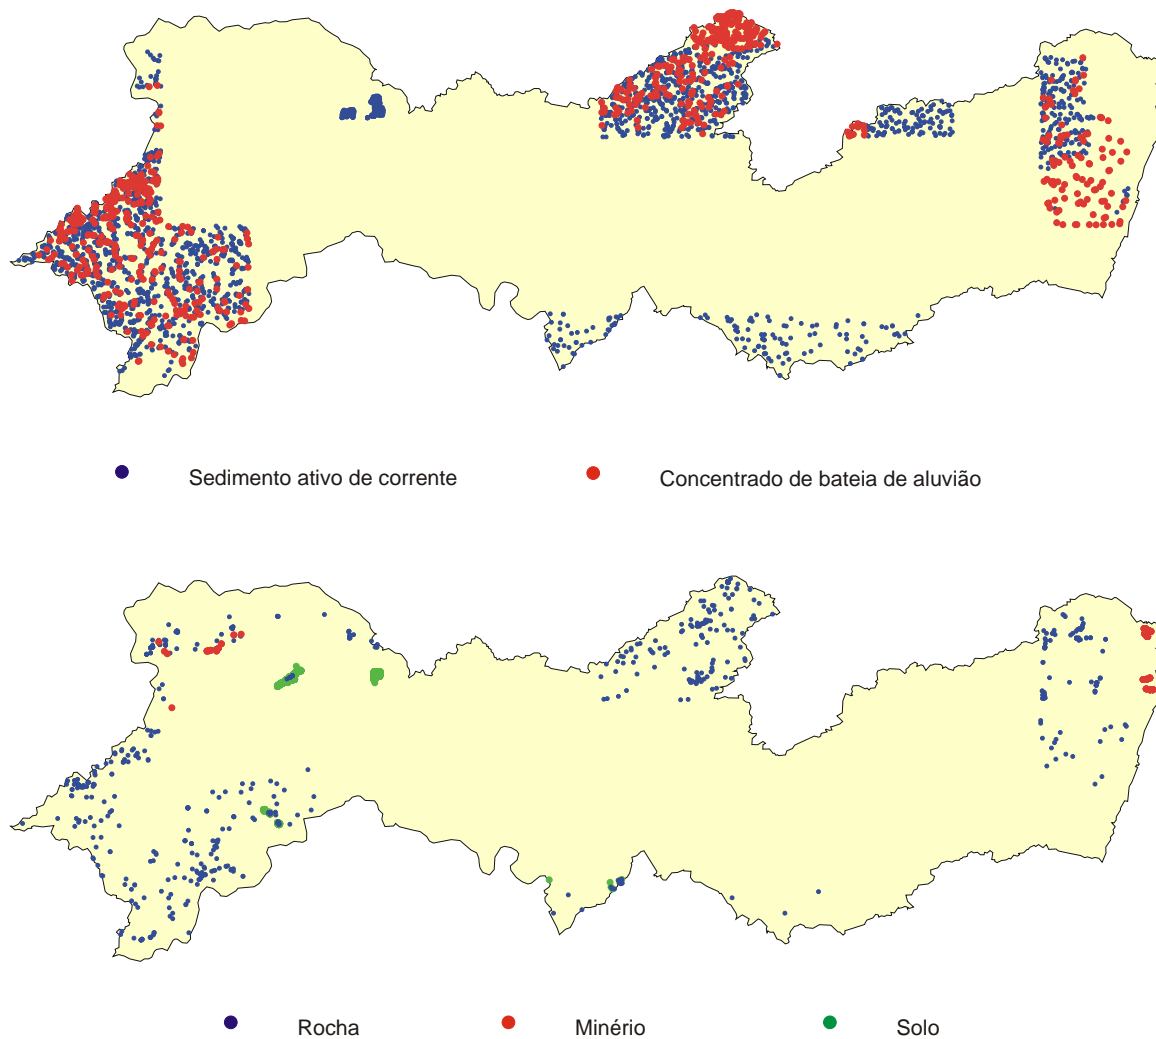 Sedimento ativo de corrente Concentrado de bateia de aluvião
Rocha Minério Solo